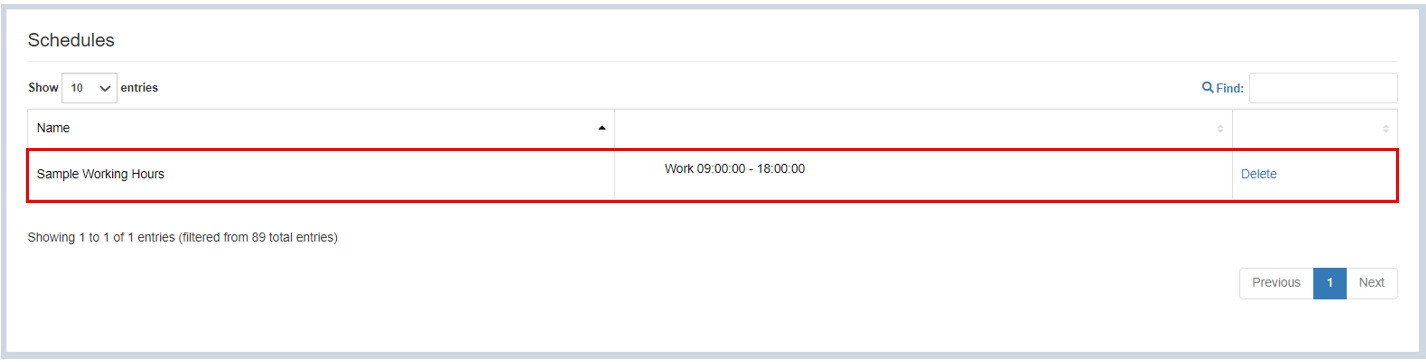 Schedules
Show 10 entries
Find:
Name
Sample Working Hours
Work 09:00:00 - 18:00:00
Delete
Showing 1 to 1 of 1 entries (filtered from 89 total entries)
Previous 1 Next